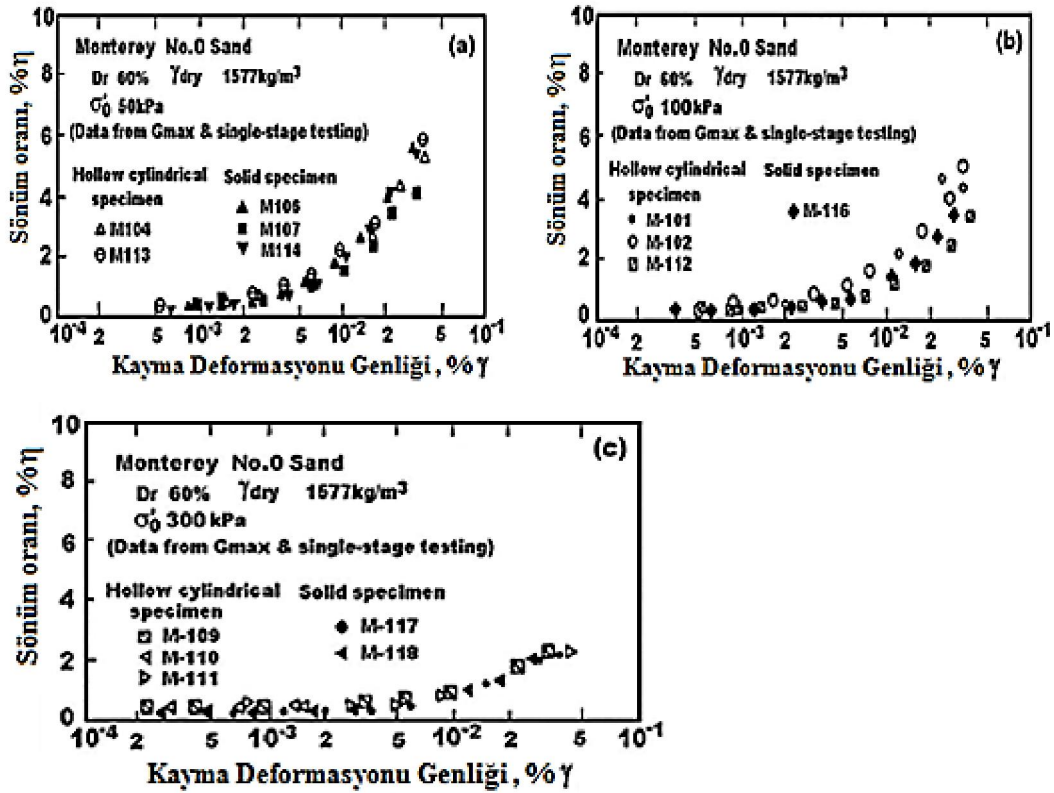 (a)
Monterey No.0 Sand
Dr 60% γdry 1577kg/m³
σ₀' 50kPa
(Data from Gmax & single-stage testing)
Hollow cylindrical specimen
Solid specimen
M104
M113
M106
M107
M114
Sönüm oranı, %η
10
8
6
4
2
0
10⁻⁴ 2 5 10⁻³ 2 5 10⁻² 2 5 10⁻¹
Kayma Deformasyonu Genliği, %γ
(b)
Monterey No.0 Sand
Dr 60% γdry 1577kg/m³
σ₀' 100kPa
(Data from Gmax & single-stage testing)
Hollow cylindrical
specimen
Solid specimen
M-101
M-102
M-112
M-116
Sönüm oranı, %η
10
8
6
4
2
0
10⁻⁴ 2 5 10⁻³ 2 5 10⁻² 2 5 10⁻¹
Kayma Deformasyonu Genliği, %γ
(c)
Monterey No.0 Sand
Dr 60% γdry 1577kg/m³
σ₀' 300 kPa
(Data from Gmax & single-stage testing)
Hollow cylindrical
specimen
Solid specimen
M-109
M-110
M-111
M-117
M-118
Sönüm oranı, %η
10
8
6
4
2
0
10⁻⁴ 2 5 10⁻³ 2 5 10⁻² 2 5 10⁻¹
Kayma Deformasyonu Genliği, %γ